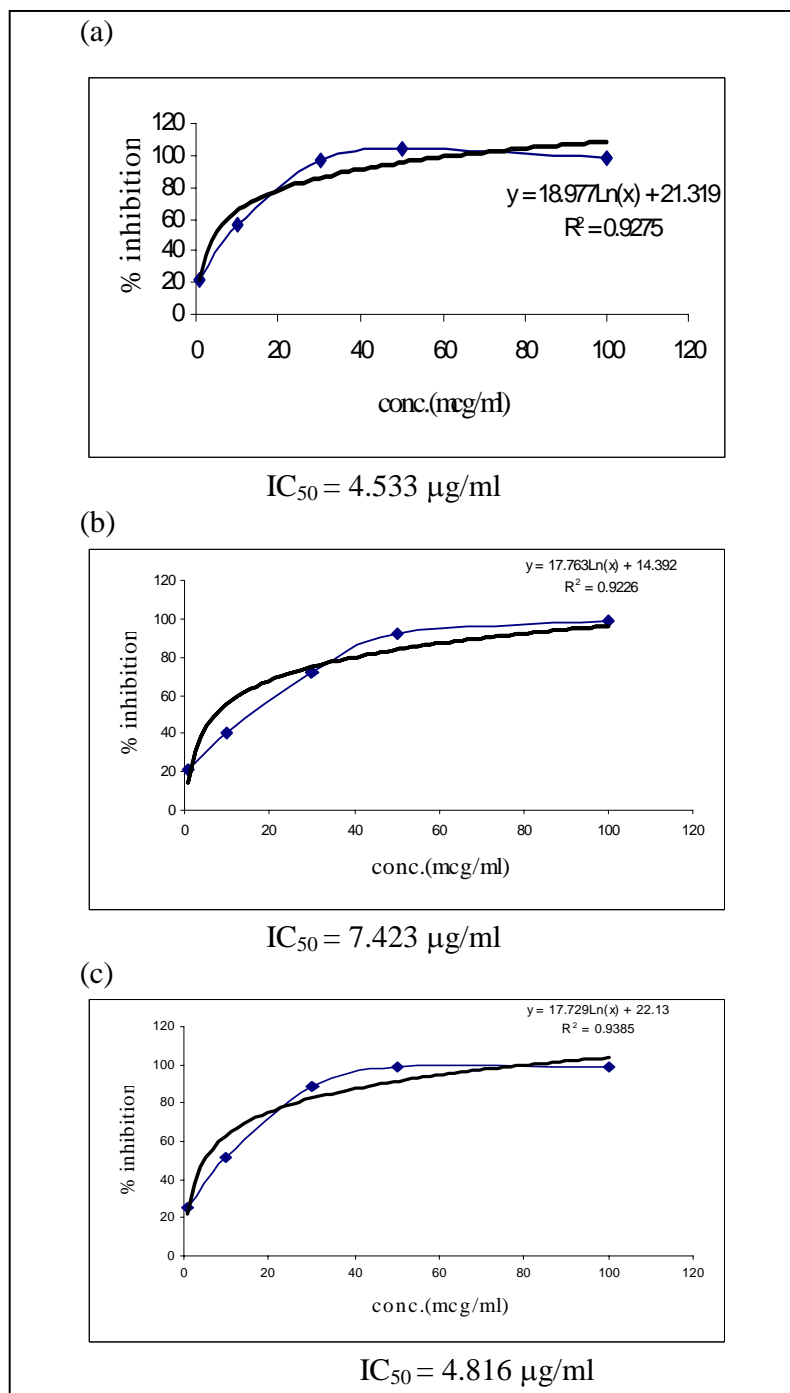 (a)
120
100
80
60
40
20
0
% inhibition
y = 18.977Ln(x) + 21.319
R² = 0.9275
0 20 40 60 80 100 120
conc.(mcg/ml)
IC₅₀ = 4.533 μg/ml
(b)
y = 17.763Ln(x) + 14.392
R² = 0.9226
120
100
80
60
40
20
0
% inhibition
0 20 40 60 80 100 120
conc.(mcg/ml)
IC₅₀ = 7.423 μg/ml
(c)
y = 17.729Ln(x) + 22.13
R² = 0.9385
120
100
80
60
40
20
0
% inhibition
0 20 40 60 80 100 120
conc.(mcg/ml)
IC₅₀ = 4.816 μg/ml